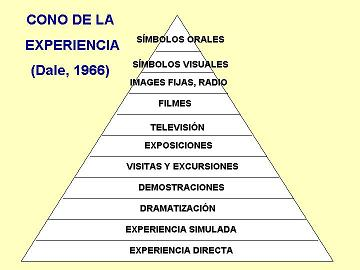 CONO DE LA
EXPERIENCIA
(Dale, 1966)
SÍMBOLOS ORALES
SÍMBOLOS VISUALES
IMAGES FIJAS, RADIO
FILMES
TELEVISIÓN
EXPOSICIONES
VISITAS Y EXCURSIONES
DEMOSTRACIONES
DRAMATIZACIÓN
EXPERIENCIA SIMULADA
EXPERIENCIA DIRECTA